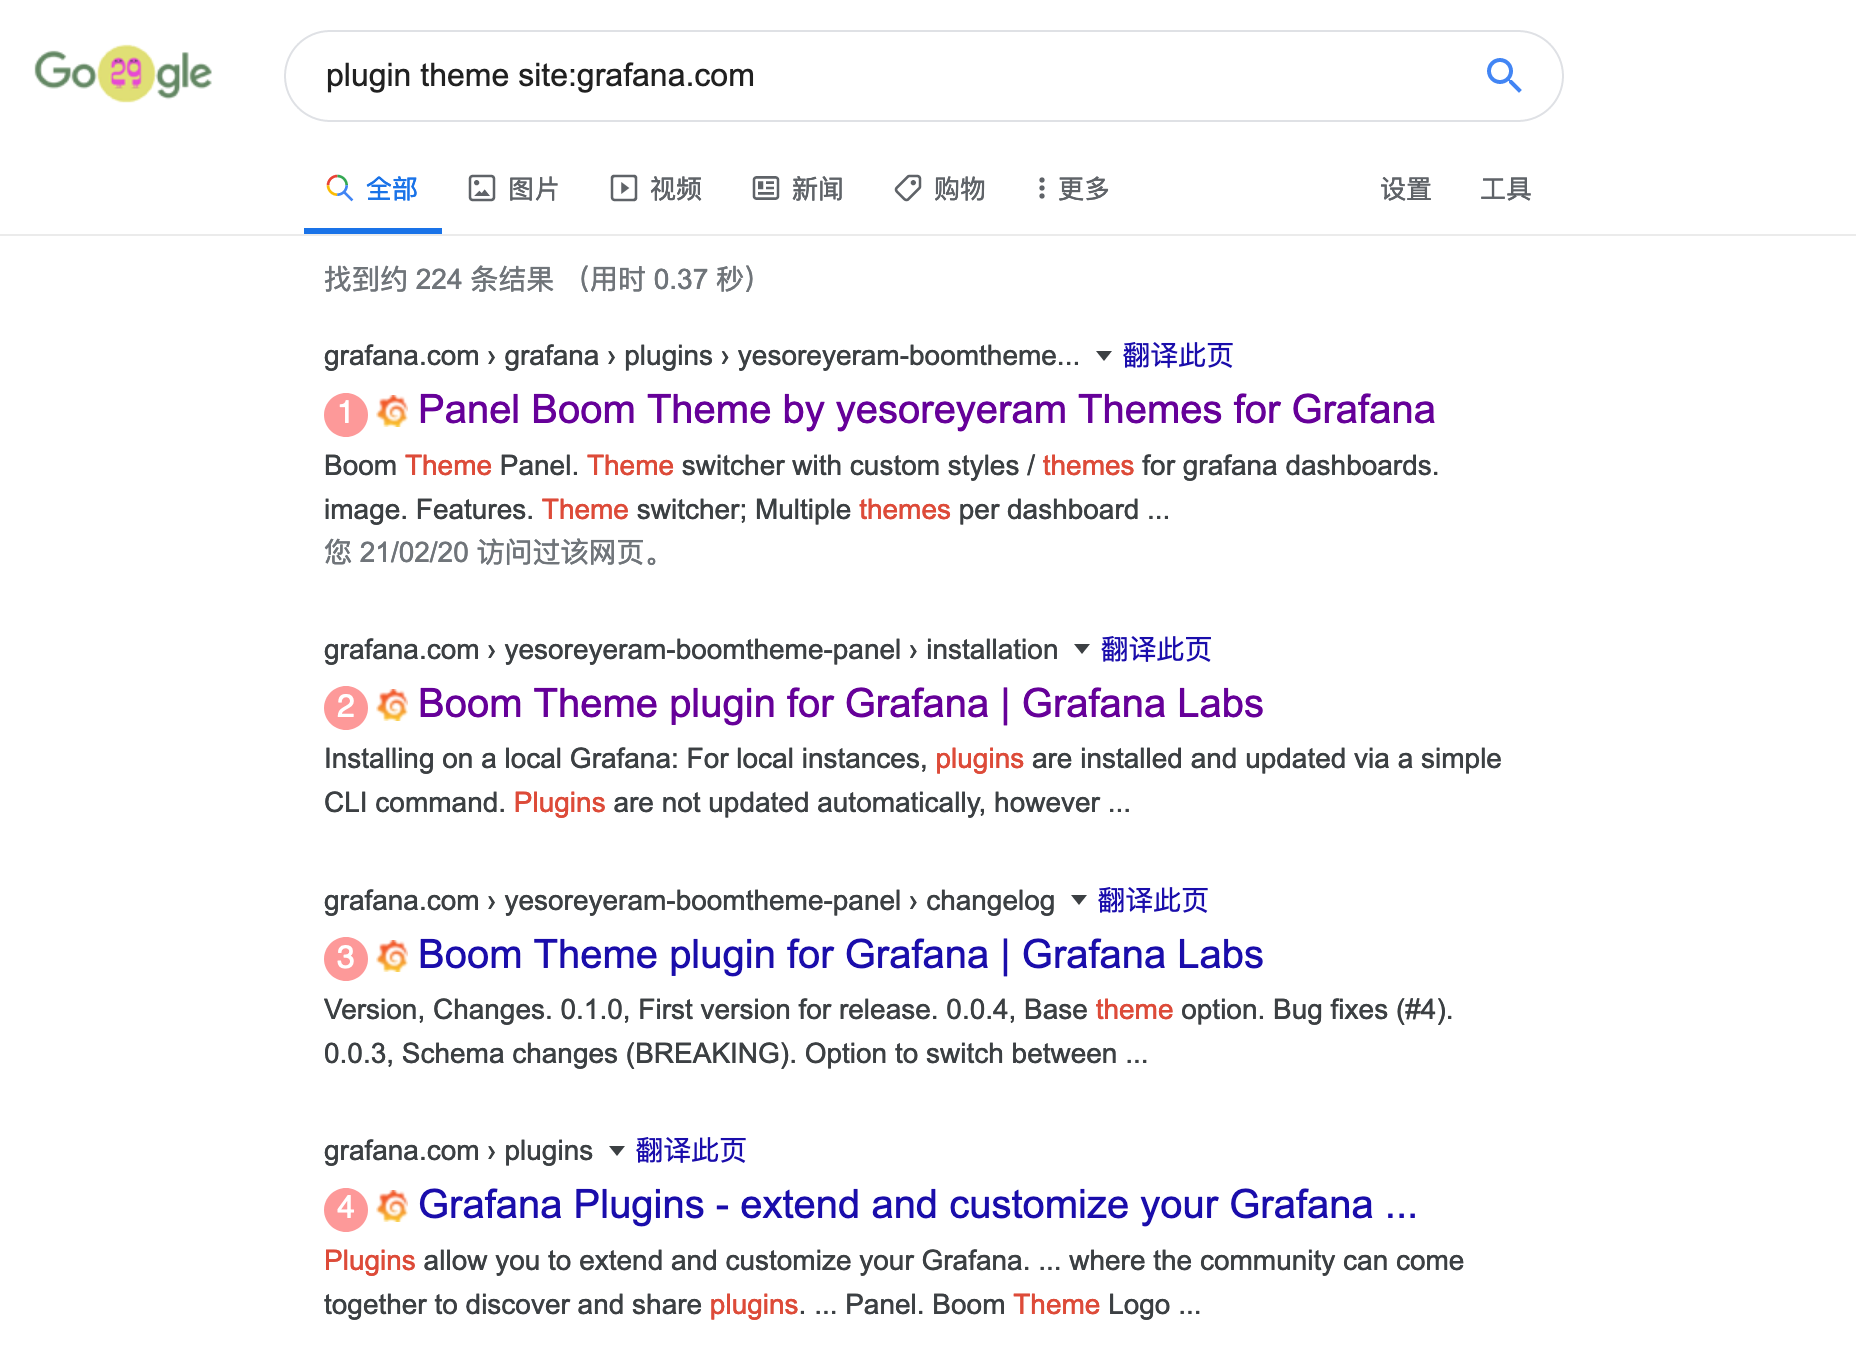 Go29gle
plugin theme site:grafana.com
全部 图片 视频 新闻 购物 更多 设置 工具
找到约 224 条结果 （用时 0.37 秒）
grafana.com › grafana › plugins › yesoreyeram-boomtheme... 翻译此页
1 Panel Boom Theme by yesoreyeram Themes for Grafana
Boom Theme Panel. Theme switcher with custom styles / themes for grafana dashboards.
image. Features. Theme switcher; Multiple themes per dashboard ...
您 21/02/20 访问过该网页。
grafana.com › yesoreyeram-boomtheme-panel › installation 翻译此页
2 Boom Theme plugin for Grafana | Grafana Labs
Installing on a local Grafana: For local instances, plugins are installed and updated via a simple
CLI command. Plugins are not updated automatically, however ...
grafana.com › yesoreyeram-boomtheme-panel › changelog 翻译此页
3 Boom Theme plugin for Grafana | Grafana Labs
Version, Changes. 0.1.0, First version for release. 0.0.4, Base theme option. Bug fixes (#4).
0.0.3, Schema changes (BREAKING). Option to switch between ...
grafana.com › plugins 翻译此页
4 Grafana Plugins - extend and customize your Grafana ...
Plugins allow you to extend and customize your Grafana. ... where the community can come
together to discover and share plugins. ... Panel. Boom Theme Logo ...